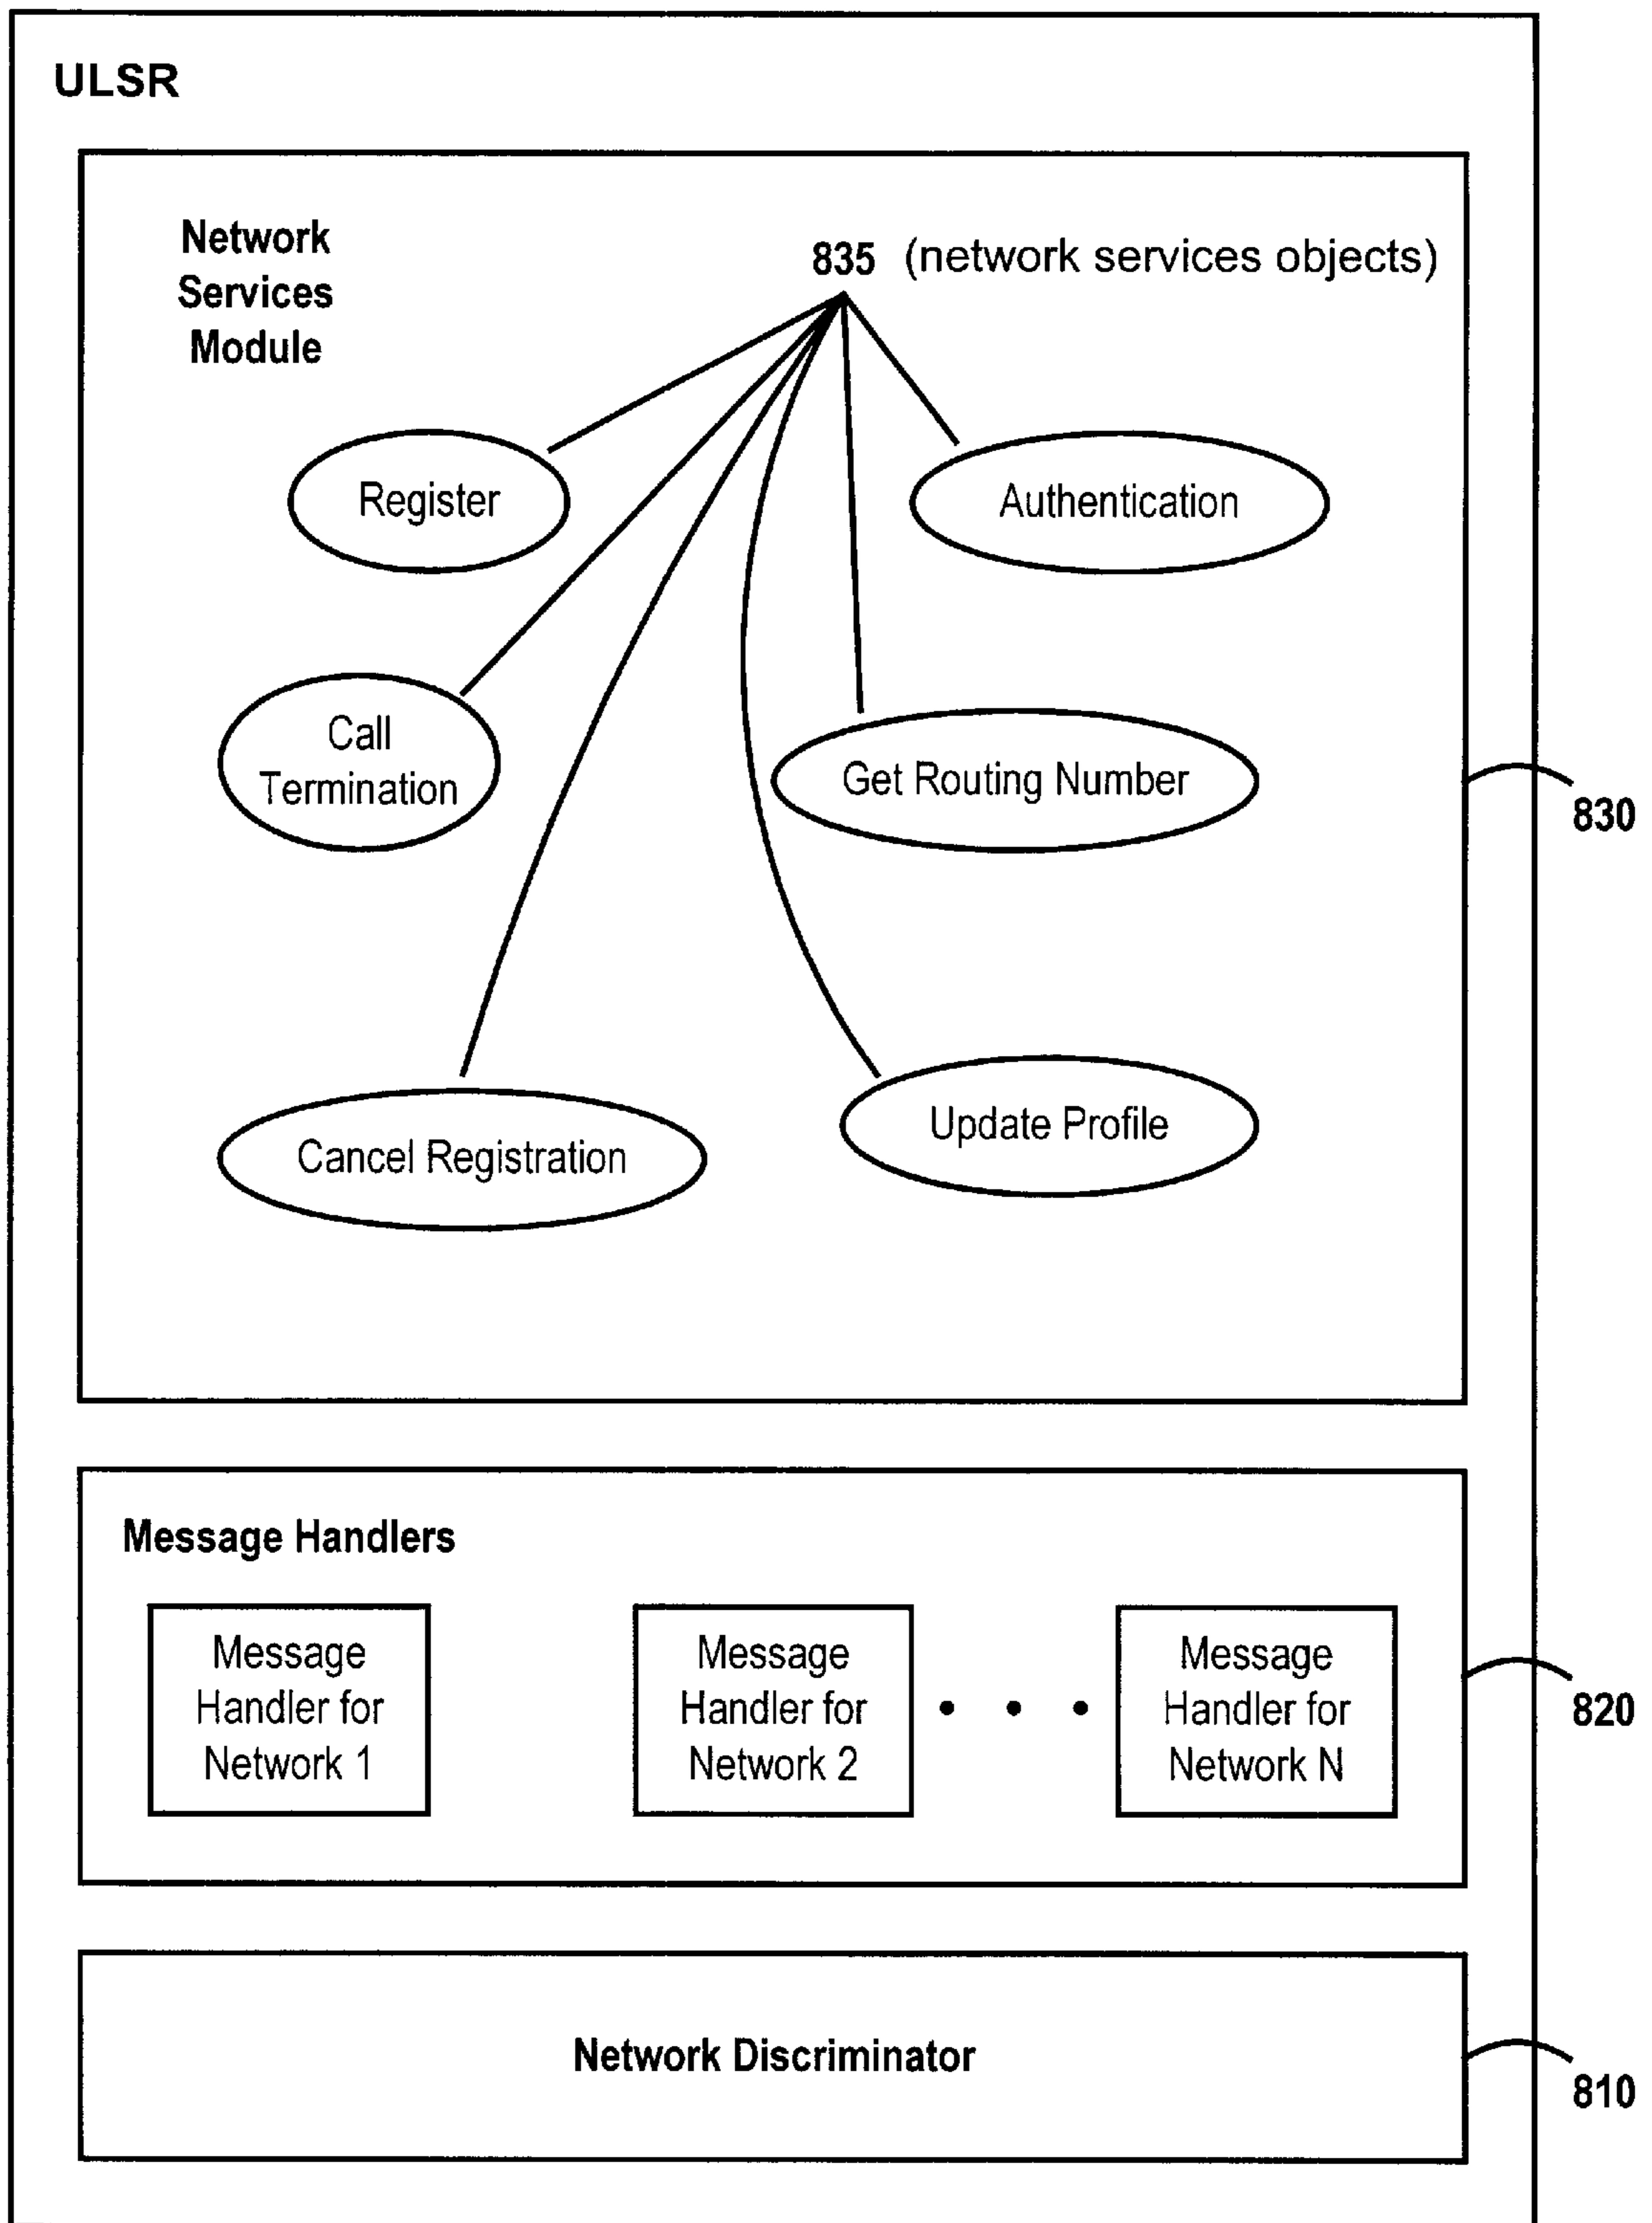 ULSR
Network
Services
Module
835 (network services objects)
Register
Authentication
Call
Termination
Get Routing Number
830
Cancel Registration
Update Profile
Message Handlers
Message
Handler for
Network 1
Message
Handler for
Network 2
• • •
Message
Handler for
Network N
820
Network Discriminator
810